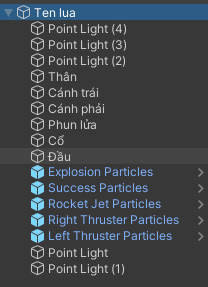 Ten lua
Point Light (4)
Point Light (3)
Point Light (2)
Thân
Cánh trái
Cánh phải
Phun lửa
Cổ
Đầu
Explosion Particles
Success Particles
Rocket Jet Particles
Right Thruster Particles
Left Thruster Particles
Point Light
Point Light (1)